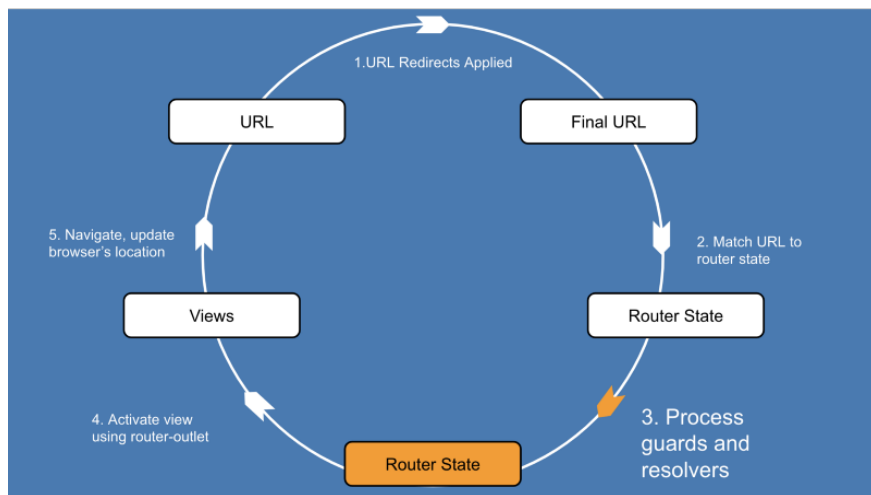 1.URL Redirects Applied
URL
Final URL
5. Navigate, update
browser's location
2. Match URL to
router state
Views
Router State
4. Activate view
using router-outlet
3. Process
guards and
resolvers
Router State